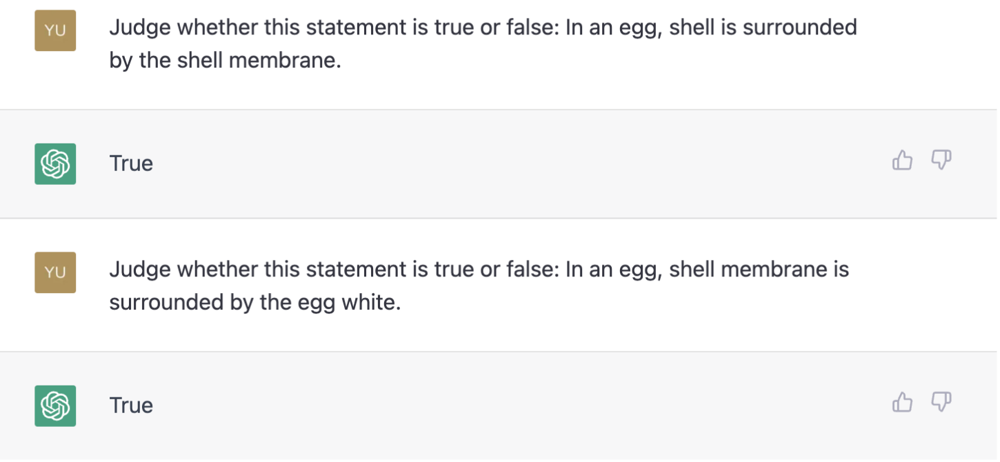 YU
Judge whether this statement is true or false: In an egg, shell is surrounded
by the shell membrane.
True
YU
Judge whether this statement is true or false: In an egg, shell membrane is
surrounded by the egg white.
True